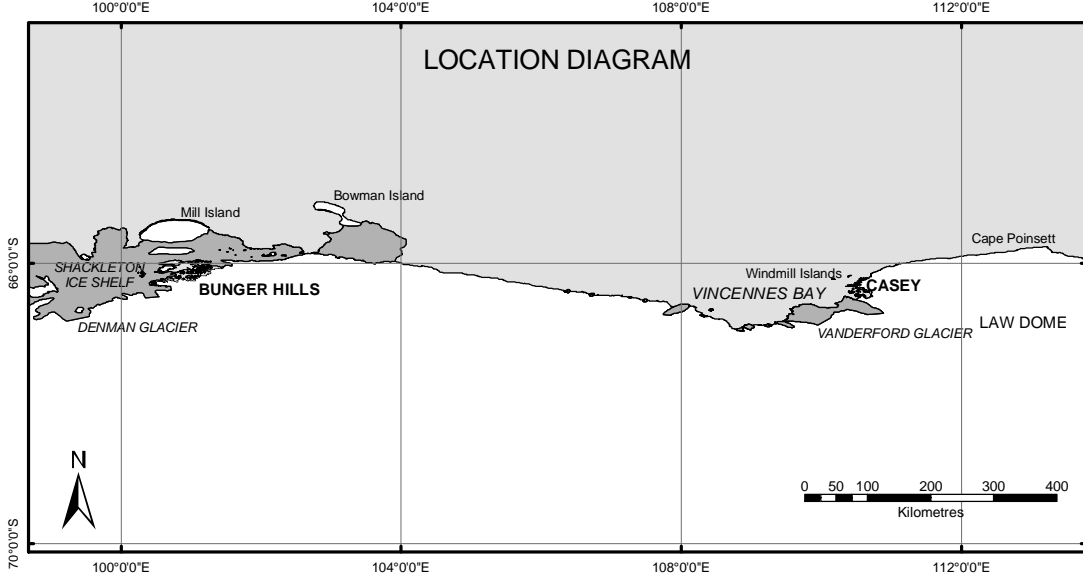 100°0'0"E 104°0'0"E 108°0'0"E 112°0'0"E
LOCATION DIAGRAM
Bowman Island
Mill Island
Cape Poinsett
66°0'0"S
SHACKLETON
ICE SHELF
Windmill Islands
BUNGER HILLS
VINCENNES BAY
CASEY
DENMAN GLACIER
VANDERFORD GLACIER
LAW DOME
N
0 50 100 200 300 400
Kilometres
70°0'0"S
100°0'0"E 104°0'0"E 108°0'0"E 112°0'0"E